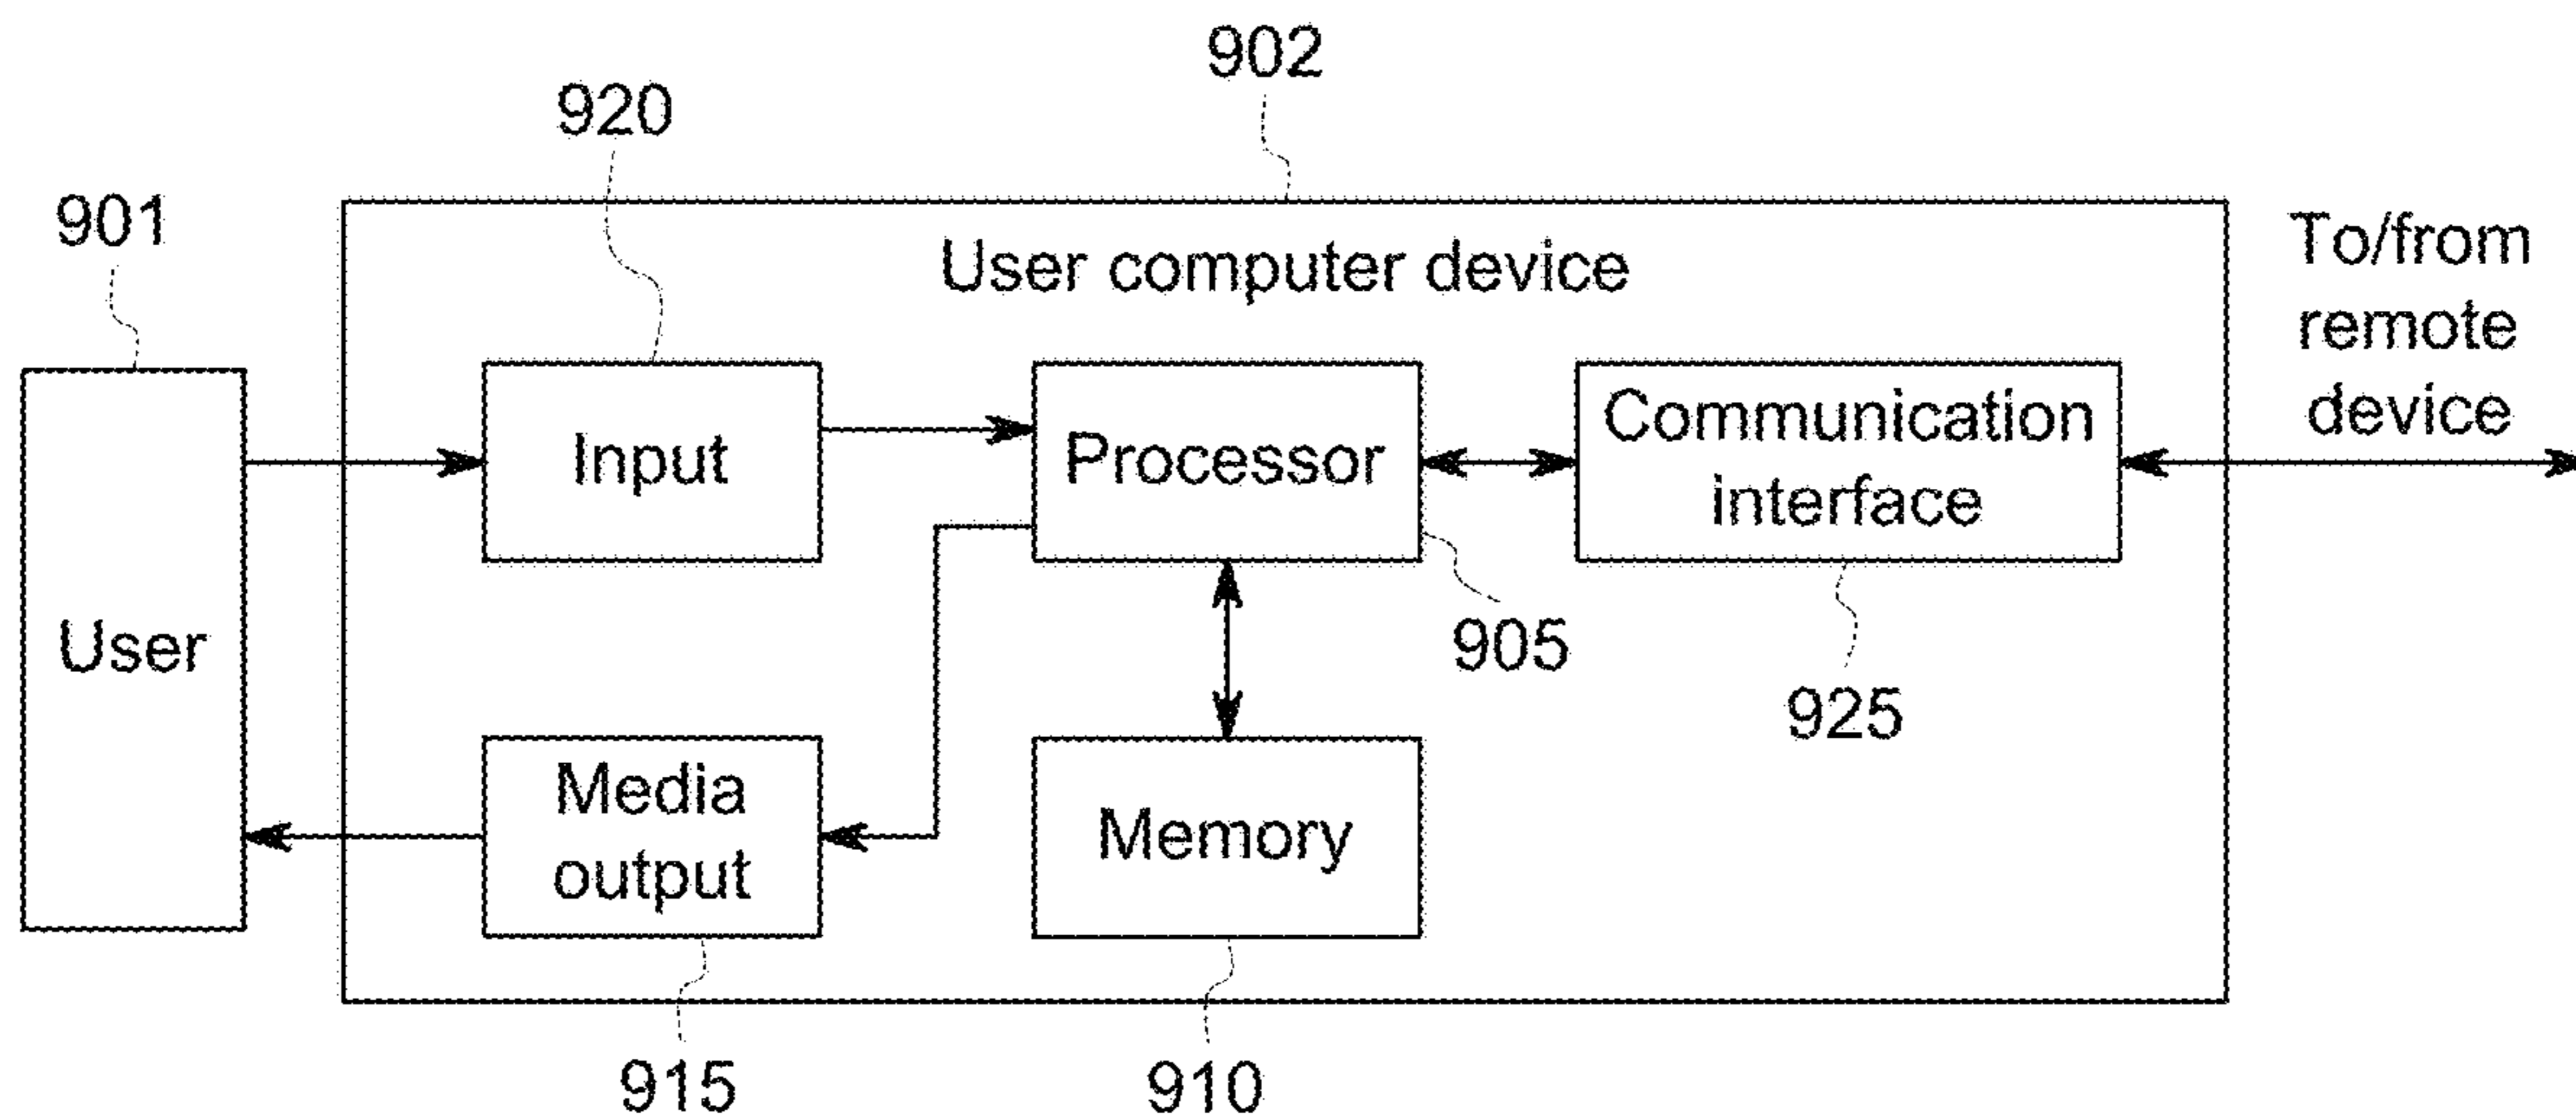 902
920
901
User computer device
To/from
remote
device
Input
Processor
Communication
interface
User
905
925
Media
output
Memory
915
910